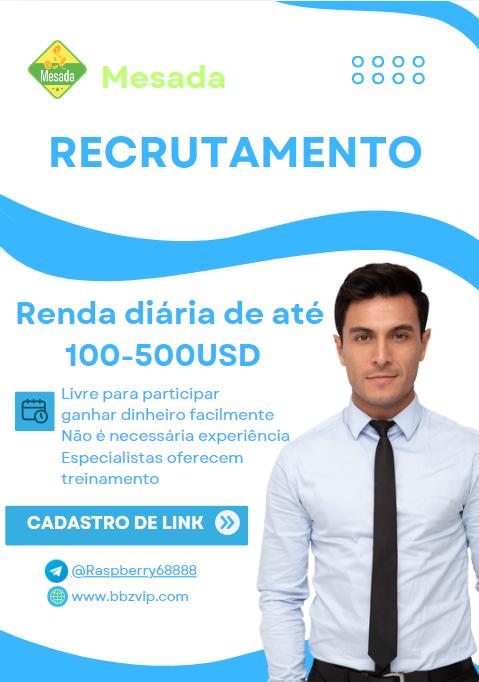 Mesada
Mesada
RECRUTAMENTO
Renda diária de até
100-500USD
Livre para participar
ganhar dinheiro facilmente
Não é necessária experiência
Especialistas oferecem
treinamento
CADASTRO DE LINK
@Raspberry68888
www.bbzvip.com